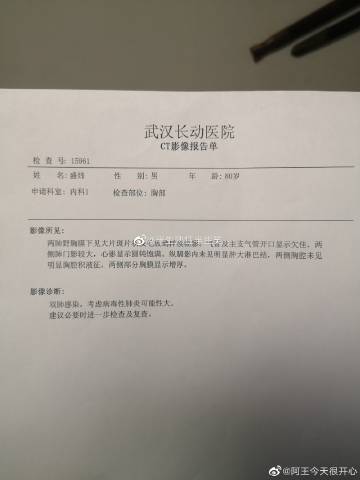 武汉长动医院
CT影像报告单
检 查 号: 15961
姓 名: 盛炜 性 别: 男 年 龄: 80岁
申请科室: 内科1 检查部位: 胸部
影像所见:
两肺野胸膜下见大片斑片状及 影。气管及主支气管开口显示欠佳。两
侧肺门影较大，心影显示圆钝饱满。纵膈影内未见明显肿大淋巴结，两侧胸腔未见
明显胸腔积液征。两侧部分胸膜显示增厚。
影像诊断:
双肺感染，考虑病毒性肺炎可能性大。
建议必要时进一步检查及复查。
@阿王今天很开心